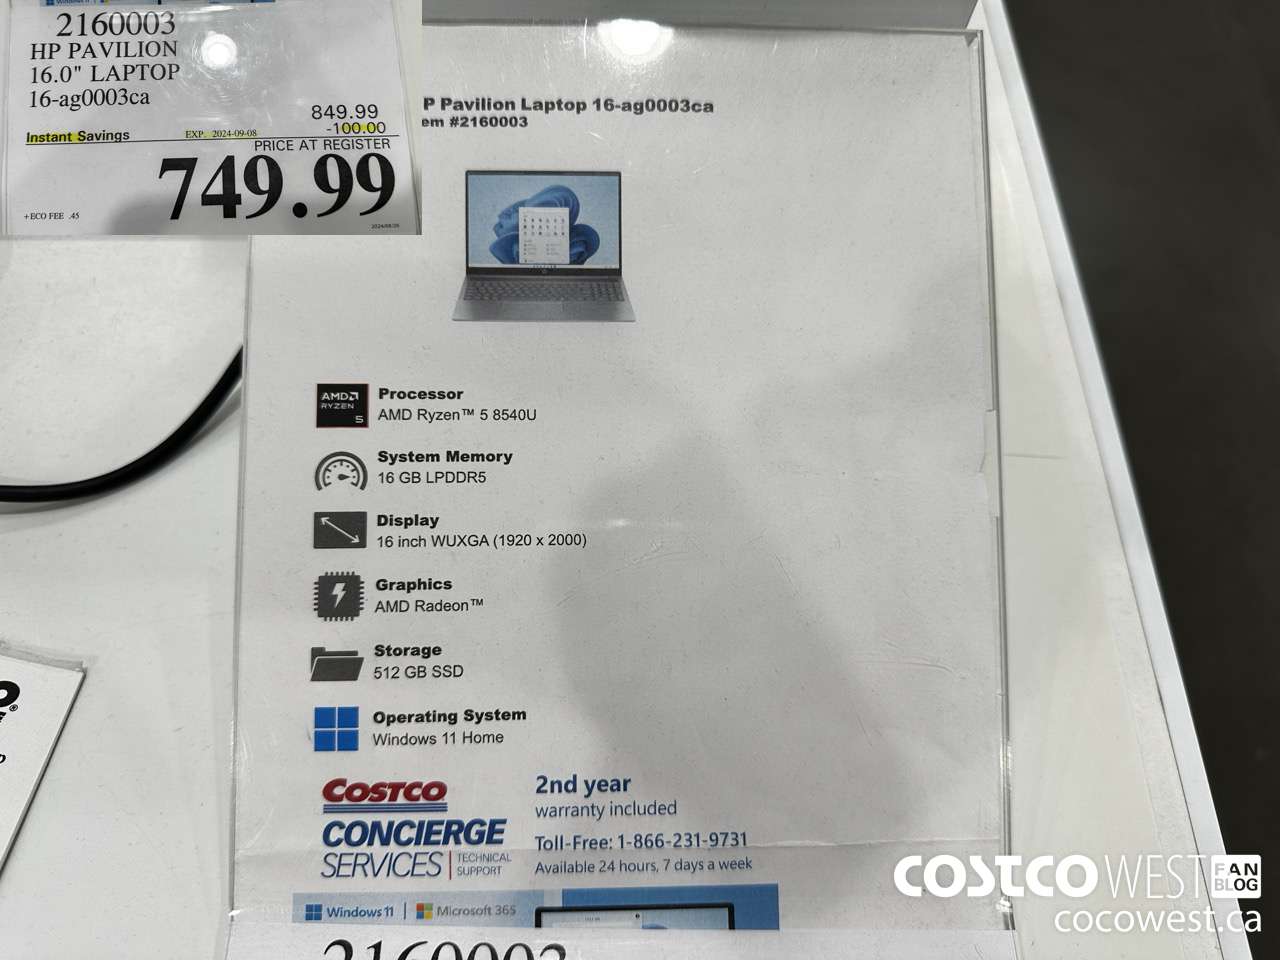 2160003
HP PAVILION
16.0" LAPTOP
16-ag0003ca
849.99
Instant Savings EXP. 2024-09-08 -100.00
PRICE AT REGISTER
749.99
+ECO FEE .45
P Pavilion Laptop 16-ag0003ca
em #2160003
AMD
RYZEN
5
Processor
AMD Ryzen™ 5 8540U
System Memory
16 GB LPDDR5
Display
16 inch WUXGA (1920 x 2000)
Graphics
AMD Radeon™
Storage
512 GB SSD
Operating System
Windows 11 Home
COSTCO
CONCIERGE
SERVICES | TECHNICAL SUPPORT
2nd year
warranty included
Toll-Free: 1-866-231-9731
Available 24 hours, 7 days a week
Windows 11 | Microsoft 365
2160003
COSTCO WEST FAN BLOG
cocowest.ca